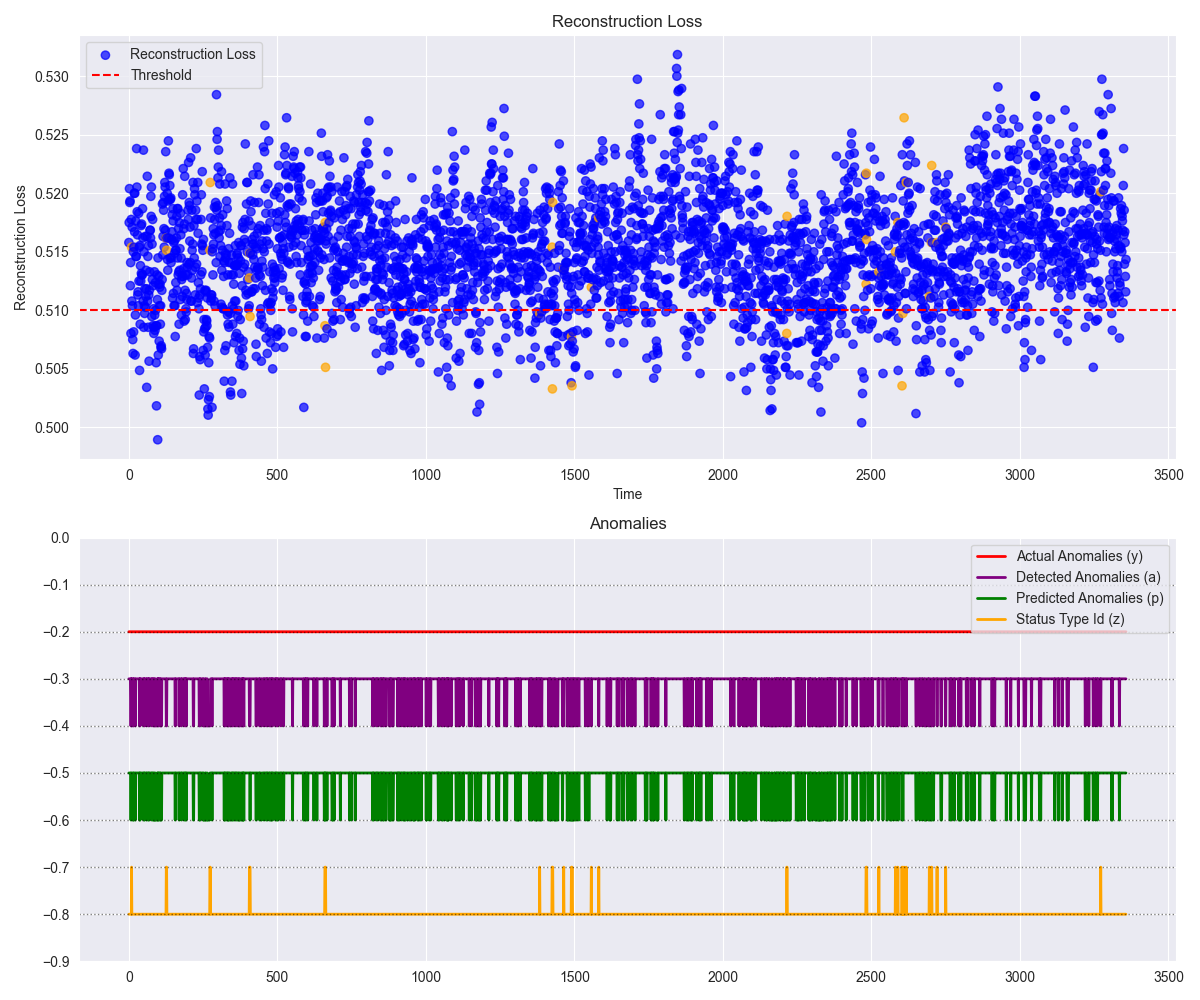 Reconstruction Loss
Reconstruction Loss
Threshold
0.530
0.525
0.520
0.515
0.510
0.505
0.500
Reconstruction Loss
0 500 1000 1500 2000 2500 3000 3500
Time
Anomalies
Actual Anomalies (y)
Detected Anomalies (a)
Predicted Anomalies (p)
Status Type Id (z)
0.0
−0.1
−0.2
−0.3
−0.4
−0.5
−0.6
−0.7
−0.8
−0.9
0 500 1000 1500 2000 2500 3000 3500